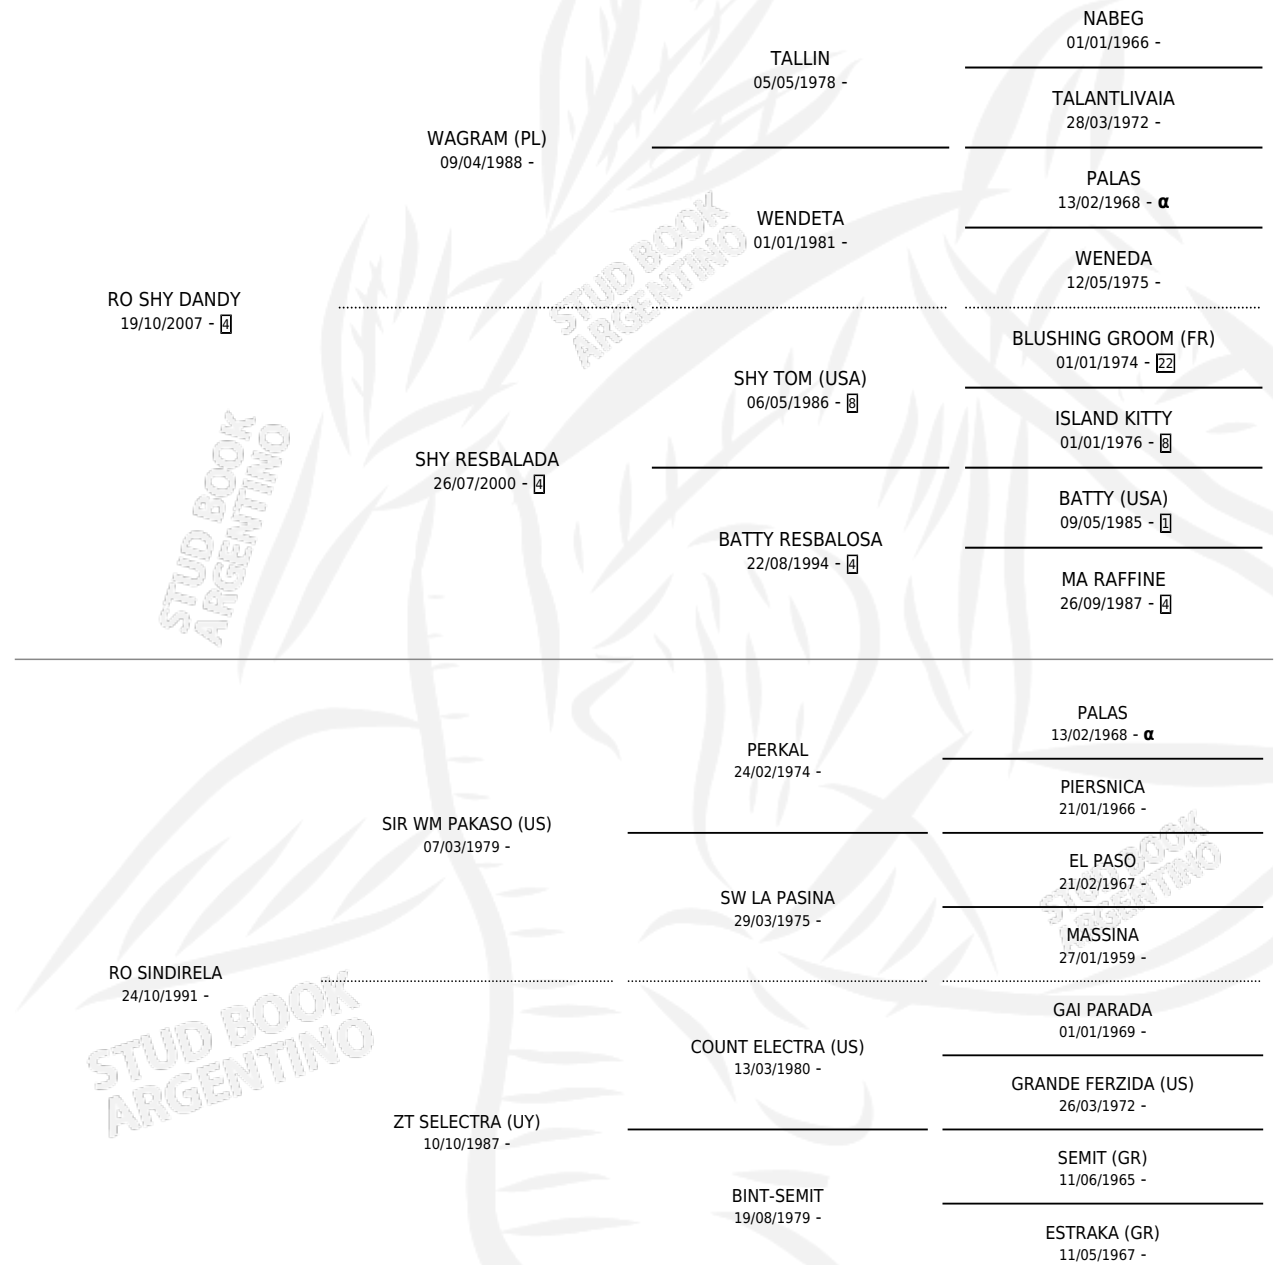 NABEG
01/01/1966 -
TALLIN
05/05/1978 -
TALANTLIVAIA
28/03/1972 -
WAGRAM (PL)
09/04/1988 -
PALAS
13/02/1968 - α
WENDETA
01/01/1981 -
WENEDA
12/05/1975 -
RO SHY DANDY
19/10/2007 - 4
BLUSHING GROOM (FR)
01/01/1974 - 22
SHY TOM (USA)
06/05/1986 - 8
ISLAND KITTY
01/01/1976 - 8
SHY RESBALADA
26/07/2000 - 4
BATTY (USA)
09/05/1985 - 1
BATTY RESBALOSA
22/08/1994 - 4
MA RAFFINE
26/09/1987 - 4
STUD BOOK
ARGENTINO
STUD BOOK
ARGENTINO
PALAS
13/02/1968 - α
PERKAL
24/02/1974 -
PIERSNICA
21/01/1966 -
SIR WM PAKASO (US)
07/03/1979 -
EL PASO
21/02/1967 -
SW LA PASINA
29/03/1975 -
MASSINA
27/01/1959 -
RO SINDIRELA
24/10/1991 -
GAI PARADA
01/01/1969 -
COUNT ELECTRA (US)
13/03/1980 -
GRANDE FERZIDA (US)
26/03/1972 -
ZT SELECTRA (UY)
10/10/1987 -
SEMIT (GR)
11/06/1965 -
BINT-SEMIT
19/08/1979 -
ESTRAKA (GR)
11/05/1967 -
STUD BOOK
ARGENTINO
STUD BOOK
ARGENTINO